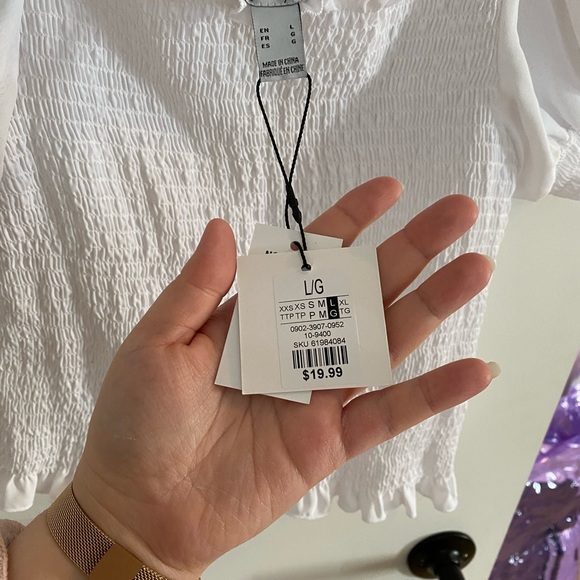 EN L
FR G
ES G
MADE IN CHINA
FABRIQUÉ EN CHINE
L/G
XXS XS S M L XL
TTP TP P M G TG
0902-3907-0952
10-9400
SKU 61984084
$19.99